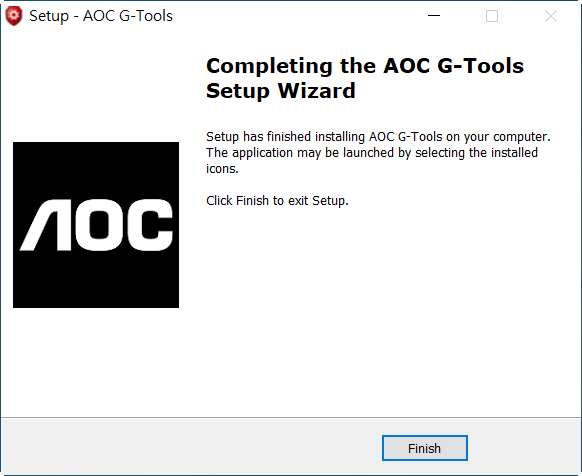 Setup - AOC G-Tools
Completing the AOC G-Tools
Setup Wizard
Setup has finished installing AOC G-Tools on your computer.
The application may be launched by selecting the installed
icons.
Click Finish to exit Setup.
AOC
Finish